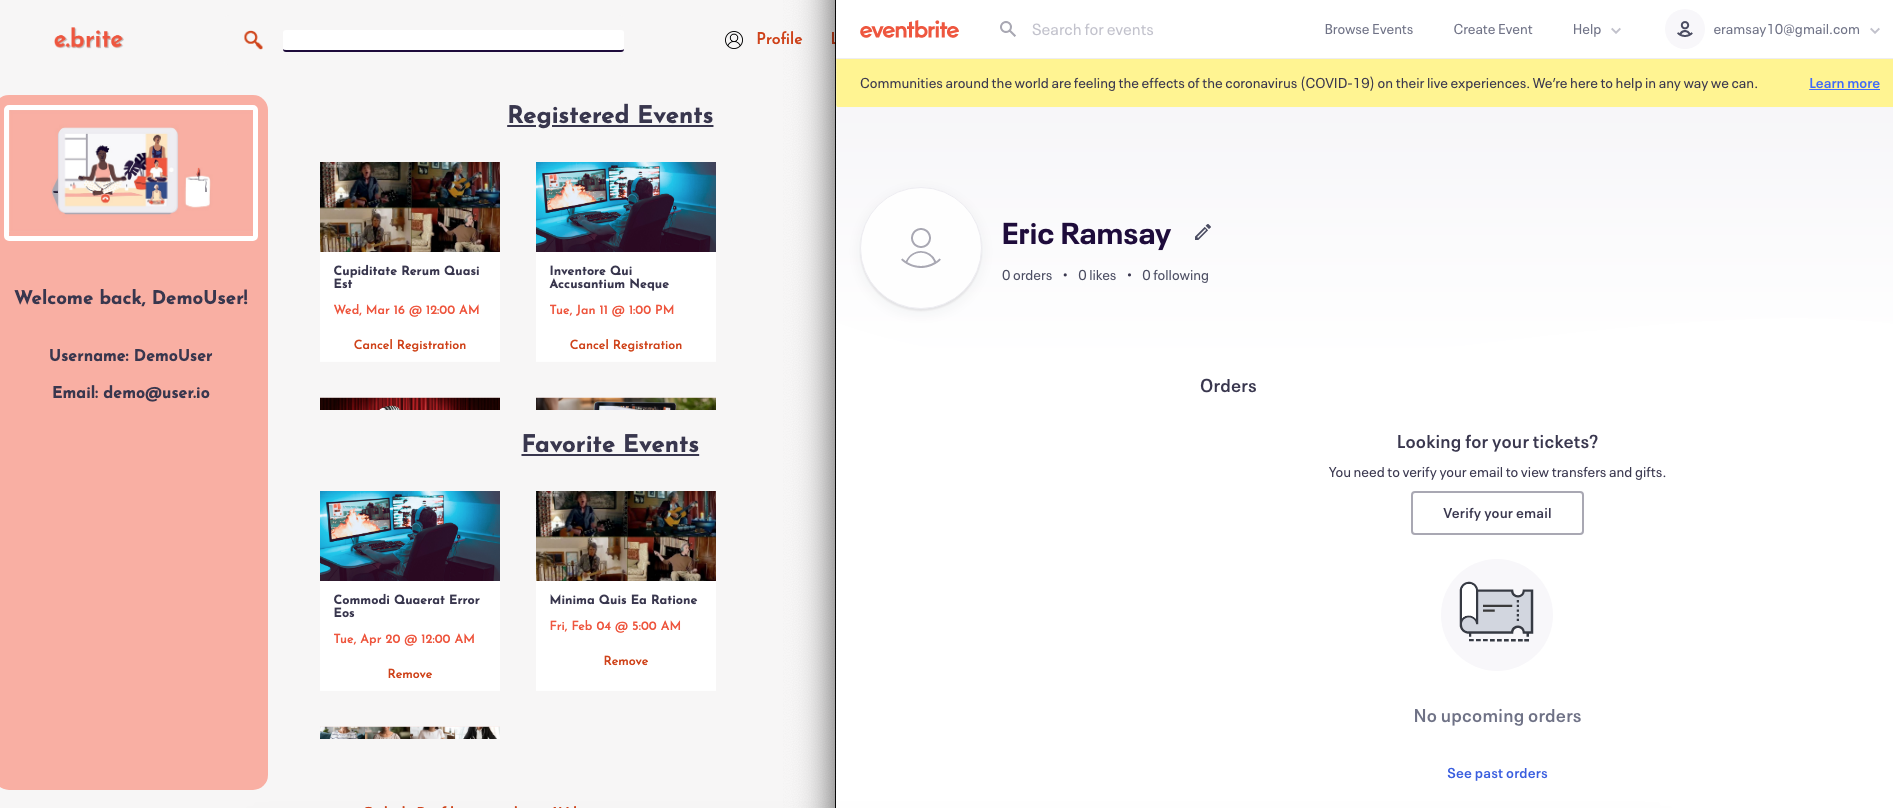 e.brite
Profile
Registered Events
Cupiditate Rerum Quasi
Est
Wed, Mar 16 @ 12:00 AM
Cancel Registration
Inventore Qui
Accusantium Neque
Tue, Jan 11 @ 1:00 PM
Cancel Registration
Welcome back, DemoUser!
Username: DemoUser
Email: demo@user.io
Favorite Events
Commodi Quaerat Error
Eos
Tue, Apr 20 @ 12:00 AM
Remove
Minima Quis Ea Ratione
Fri, Feb 04 @ 5:00 AM
Remove
eventbrite
Search for events
Browse Events
Create Event
Help
eramsay10@gmail.com
Communities around the world are feeling the effects of the coronavirus (COVID-19) on their live experiences. We’re here to help in any way we can.
Learn more
Eric Ramsay
0 orders • 0 likes • 0 following
Orders
Looking for your tickets?
You need to verify your email to view transfers and gifts.
Verify your email
No upcoming orders
See past orders